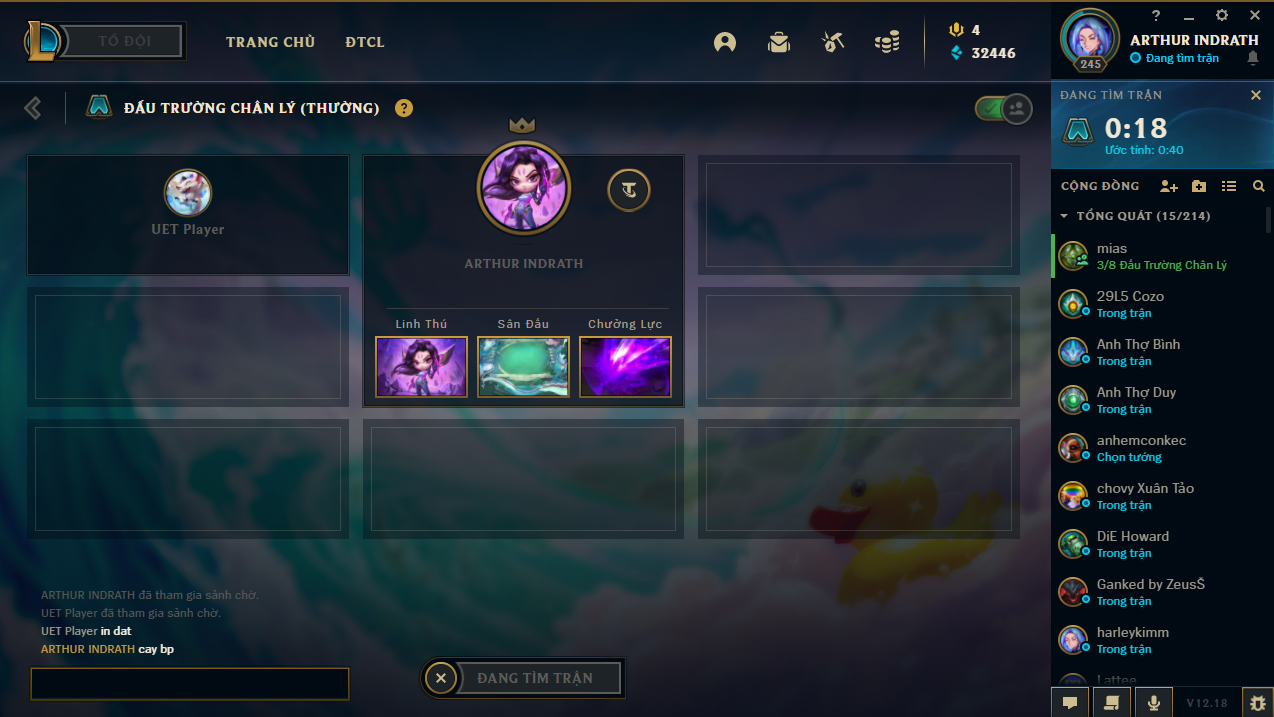 TỔ ĐỘI
TRANG CHỦ
ĐTCL
4
32446
?
ARTHUR INDRATH
Đang tìm trận
245
ĐẤU TRƯỜNG CHÂN LÝ (THƯỜNG)
?
ĐANG TÌM TRẬN
0:18
Ước tính: 0:40
UET Player
ARTHUR INDRATH
Linh Thú
Sân Đấu
Chưởng Lực
CỘNG ĐỒNG
TỔNG QUÁT (15/214)
mias
3/8 Đấu Trường Chân Lý
29L5 Cozo
Trong trận
Anh Thợ Bình
Trong trận
Anh Thợ Duy
Trong trận
anhemconkec
Chọn tướng
chovy Xuân Tảo
Trong trận
DiE Howard
Trong trận
Ganked by ZeusŜ
Trong trận
harleykimm
Trong trận
Lattee
ARTHUR INDRATH đã tham gia sảnh chờ.
UET Player đã tham gia sảnh chờ.
UET Player in dat
ARTHUR INDRATH cay bp
ĐANG TÌM TRẬN
V12.18